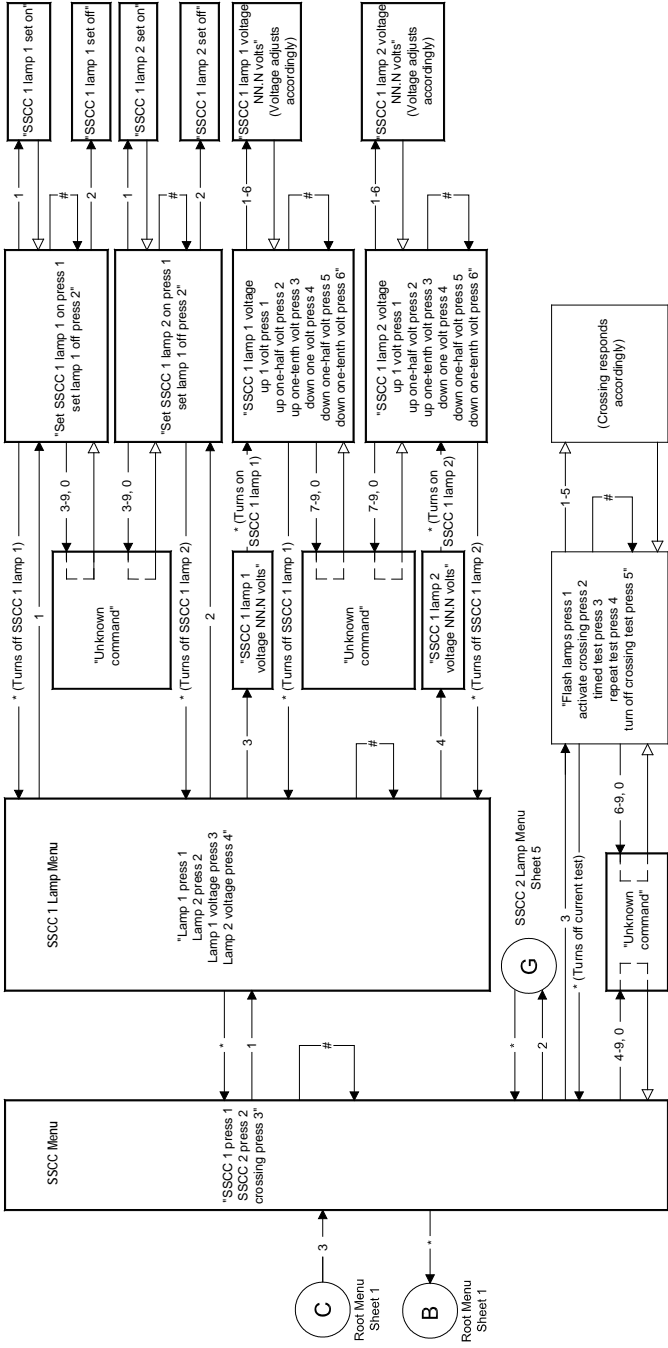 SSCC Menu
"SSCC 1 press 1
SSCC 2 press 2
crossing press 3"
C
Root Menu
Sheet 1
3
B
Root Menu
Sheet 1
*
*
1
#
SSCC 1 Lamp Menu
"Lamp 1 press 1
Lamp 2 press 2
Lamp 1 voltage press 3
Lamp 2 voltage press 4"
* (Turns off SSCC 1 lamp 1)
1
"Set SSCC 1 lamp 1 on press 1
set lamp 1 off press 2"
3-9, 0
1
"SSCC 1 lamp 1 set on"
#
2
"SSCC 1 lamp 1 set off"
"Unknown
command"
3-9, 0
* (Turns off SSCC 1 lamp 2)
2
"Set SSCC 1 lamp 2 on press 1
set lamp 1 off press 2"
1
"SSCC 1 lamp 2 set on"
#
2
"SSCC 1 lamp 2 set off"
3
"SSCC 1 lamp 1
voltage NN.N volts"
* (Turns on
SSCC 1 lamp 1)
* (Turns off SSCC 1 lamp 1)
"SSCC 1 lamp 1 voltage
up 1 volt press 1
up one-half volt press 2
up one-tenth volt press 3
down one volt press 4
down one-half volt press 5
down one-tenth volt press 6"
1-6
"SSCC 1 lamp 1 voltage
NN.N volts"
(Voltage adjusts
accordingly)
#
7-9, 0
"Unknown
command"
7-9, 0
#
4
"SSCC 1 lamp 2
voltage NN.N volts"
* (Turns on
SSCC 1 lamp 2)
* (Turns off SSCC 1 lamp 2)
"SSCC 1 lamp 2 voltage
up 1 volt press 1
up one-half volt press 2
up one-tenth volt press 3
down one volt press 4
down one-half volt press 5
down one-tenth volt press 6"
1-6
"SSCC 1 lamp 2 voltage
NN.N volts"
(Voltage adjusts
accordingly)
#
*
2
G
SSCC 2 Lamp Menu
Sheet 5
3
* (Turns off current test)
"Flash lamps press 1
activate crossing press 2
timed test press 3
repeat test press 4
turn off crossing test press 5"
1-5
(Crossing responds
accordingly)
#
4-9, 0
"Unknown
command"
6-9, 0